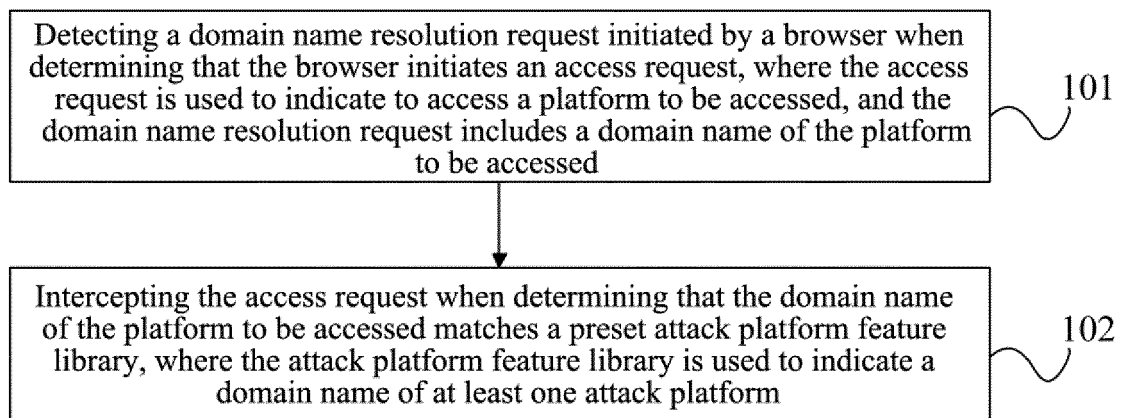 Detecting a domain name resolution request initiated by a browser when
determining that the browser initiates an access request, where the access
request is used to indicate to access a platform to be accessed, and the
domain name resolution request includes a domain name of the platform
to be accessed
101
Intercepting the access request when determining that the domain name
of the platform to be accessed matches a preset attack platform feature
library, where the attack platform feature library is used to indicate a
domain name of at least one attack platform
102